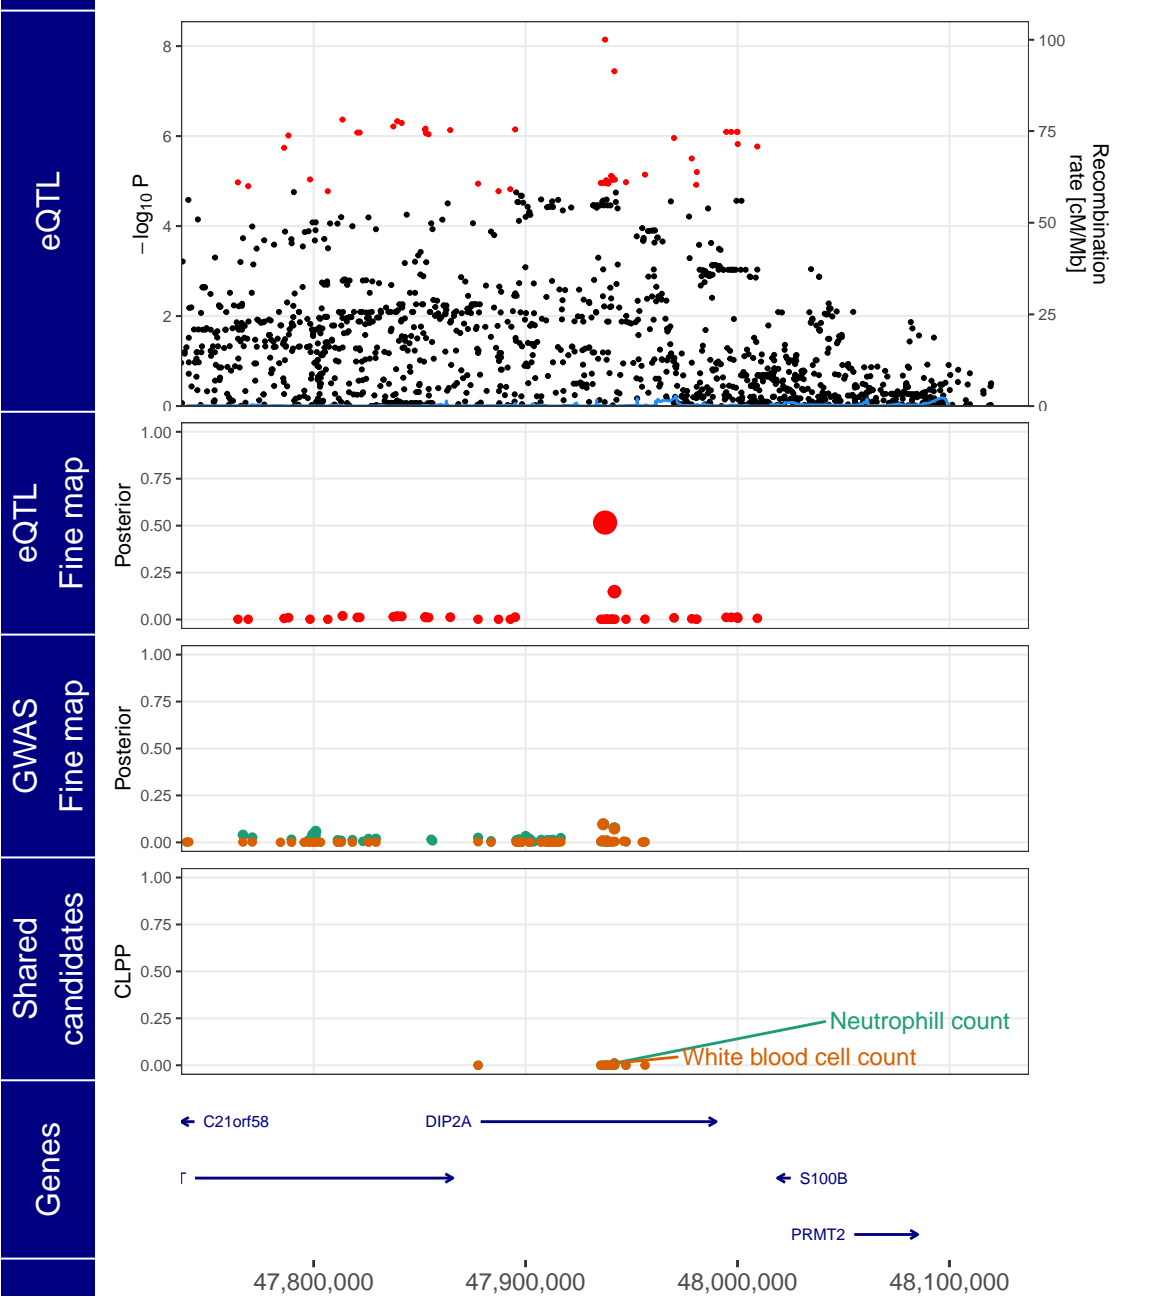 eQTL
−log10 P
8
6
4
2
0
100
75
50
25
0
Recombination
rate [cM/Mb]
eQTL
Fine map
Posterior
1.00
0.75
0.50
0.25
0.00
GWAS
Fine map
Posterior
1.00
0.75
0.50
0.25
0.00
Shared
candidates
CLPP
1.00
0.75
0.50
0.25
0.00
Neutrophill count
White blood cell count
Genes
C21orf58
DIP2A
S100B
PRMT2
47,800,000
47,900,000
48,000,000
48,100,000